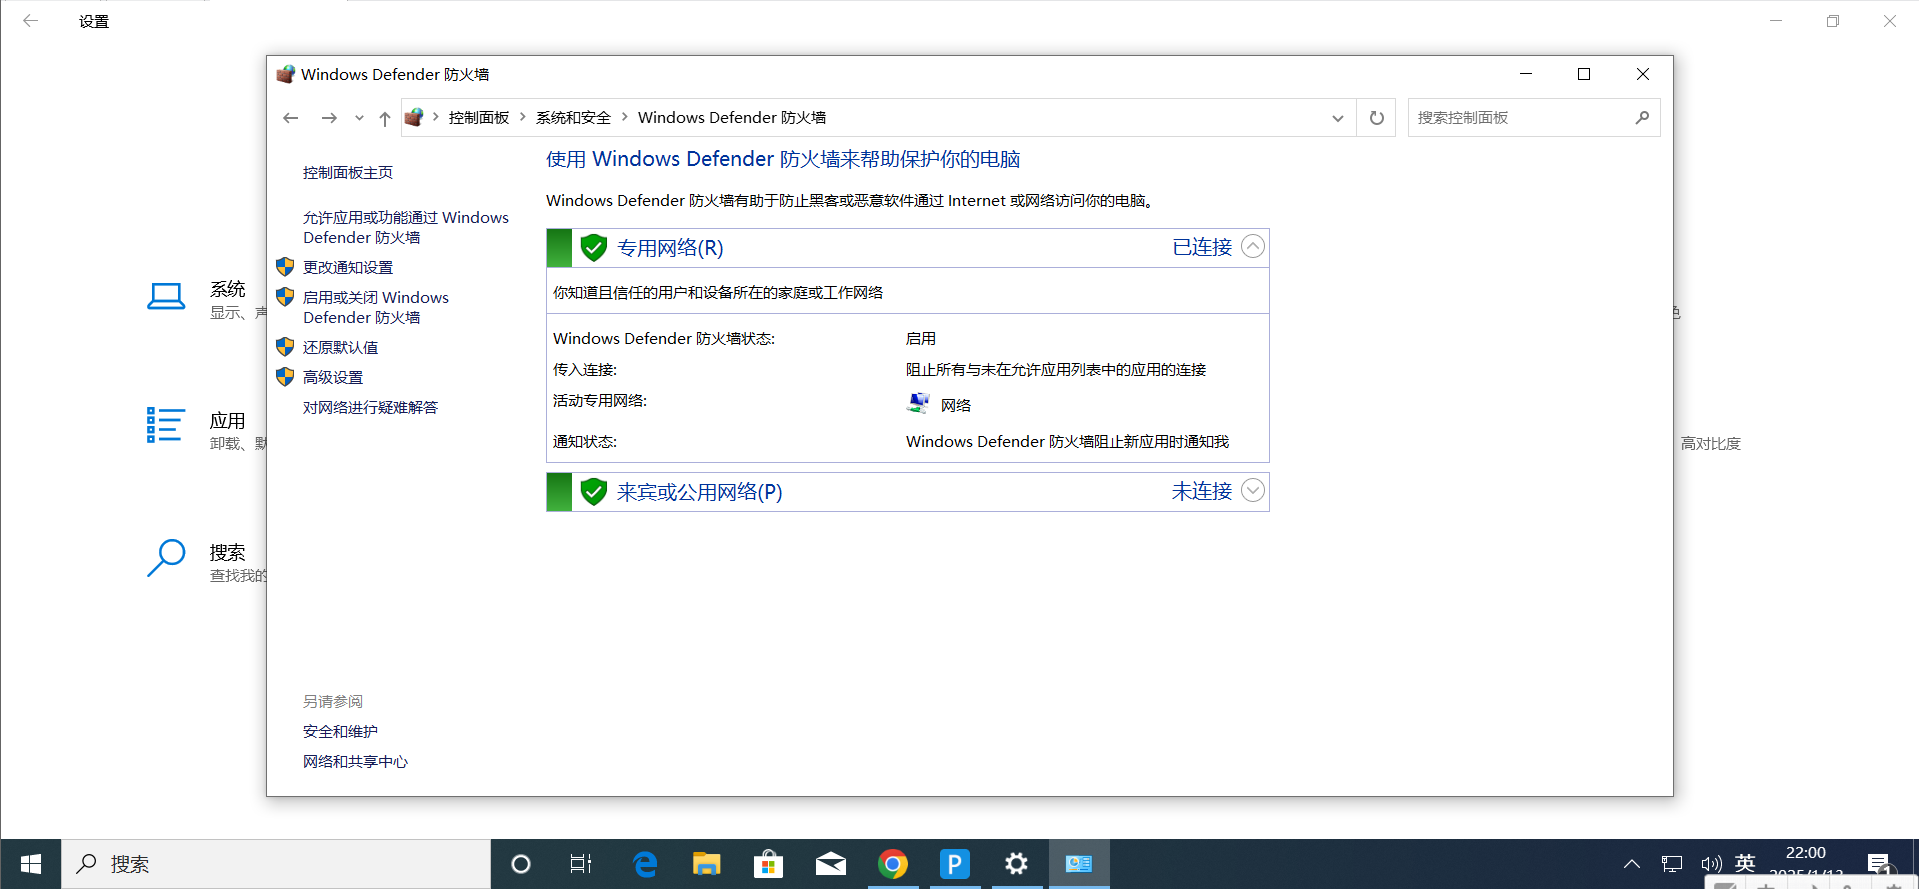 设置
Windows Defender 防火墙
控制面板
系统和安全
Windows Defender 防火墙
搜索控制面板
控制面板主页
允许应用或功能通过 Windows
Defender 防火墙
更改通知设置
启用或关闭 Windows
Defender 防火墙
还原默认值
高级设置
对网络进行疑难解答
另请参阅
安全和维护
网络和共享中心
使用 Windows Defender 防火墙来帮助保护你的电脑
Windows Defender 防火墙有助于防止黑客或恶意软件通过 Internet 或网络访问你的电脑。
专用网络(R) 已连接
你知道且信任的用户和设备所在的家庭或工作网络
Windows Defender 防火墙状态: 启用
传入连接: 阻止所有与未在允许应用列表中的应用的连接
活动专用网络: 网络
通知状态: Windows Defender 防火墙阻止新应用时通知我
来宾或公用网络(P) 未连接
系统
显示、声
应用
卸载、默
高对比度
搜索
查找我的
搜索
英
22:00